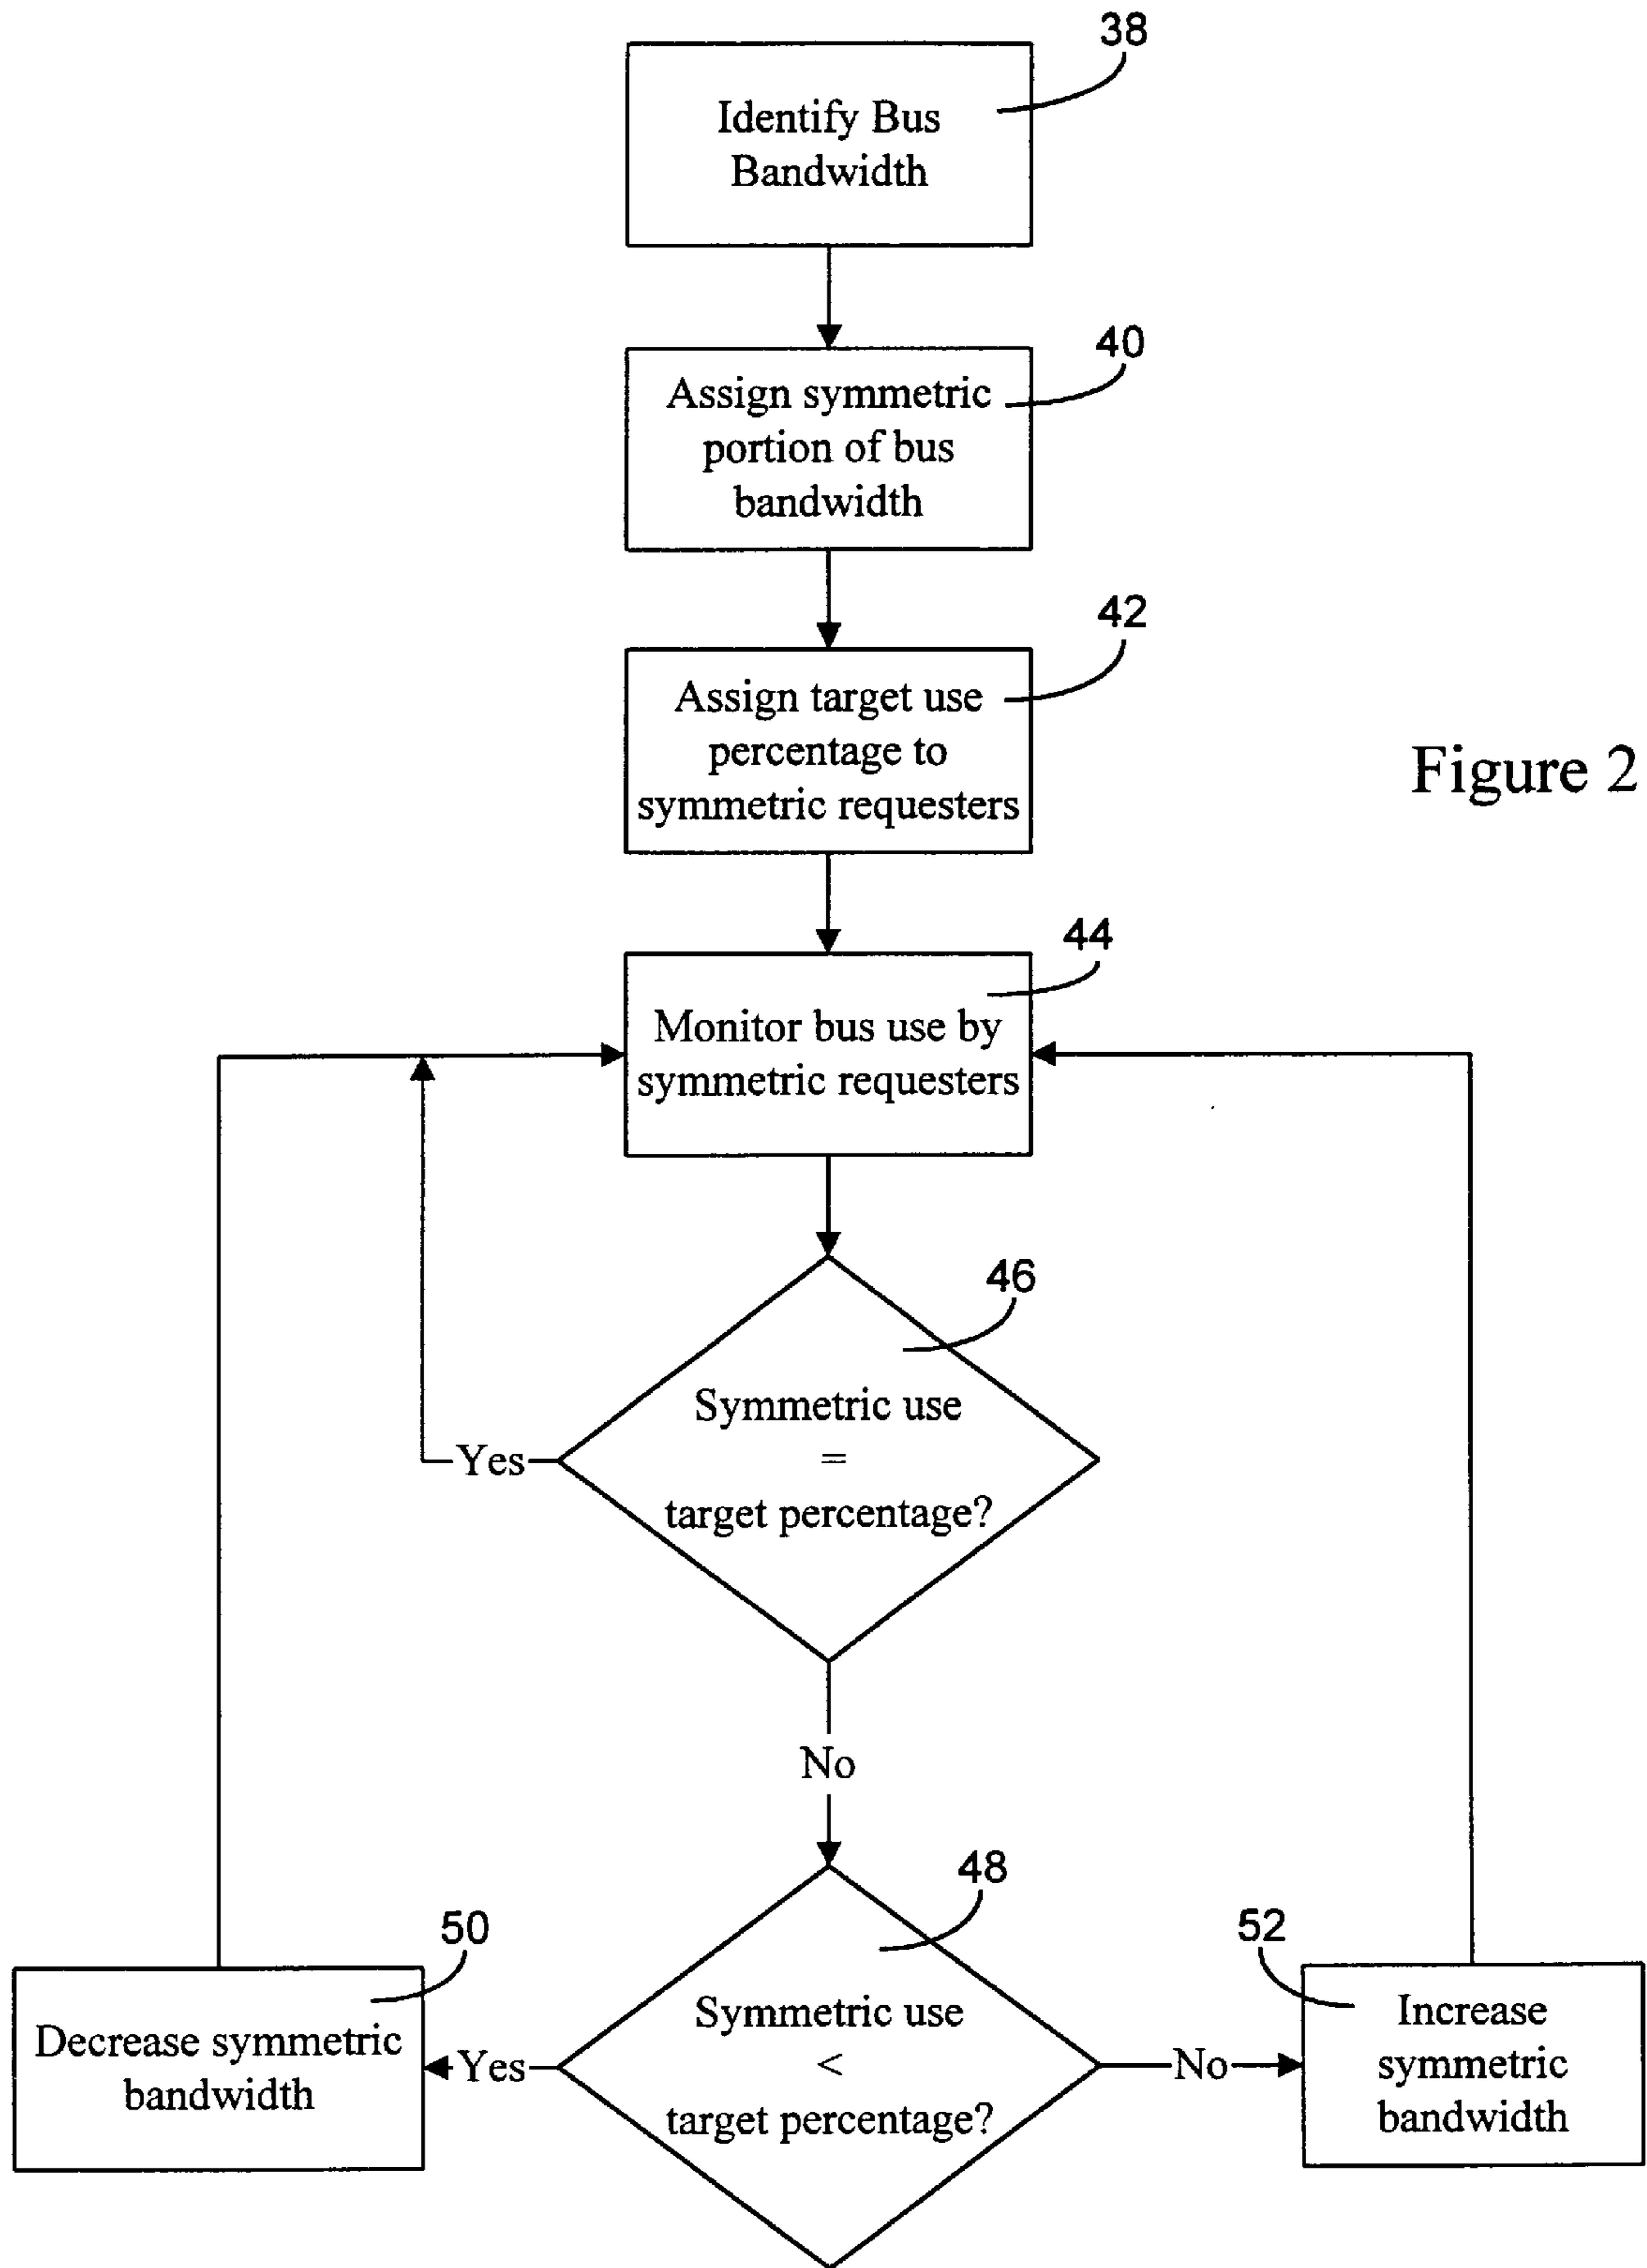 38
Identify Bus
Bandwidth
40
Assign symmetric
portion of bus
bandwidth
42
Assign target use
percentage to
symmetric requesters
Figure 2
44
Monitor bus use by
symmetric requesters
46
Symmetric use
=
target percentage?
Yes
No
48
50
52
Symmetric use
<
target percentage?
Decrease symmetric
bandwidth
Yes
No
Increase
symmetric
bandwidth